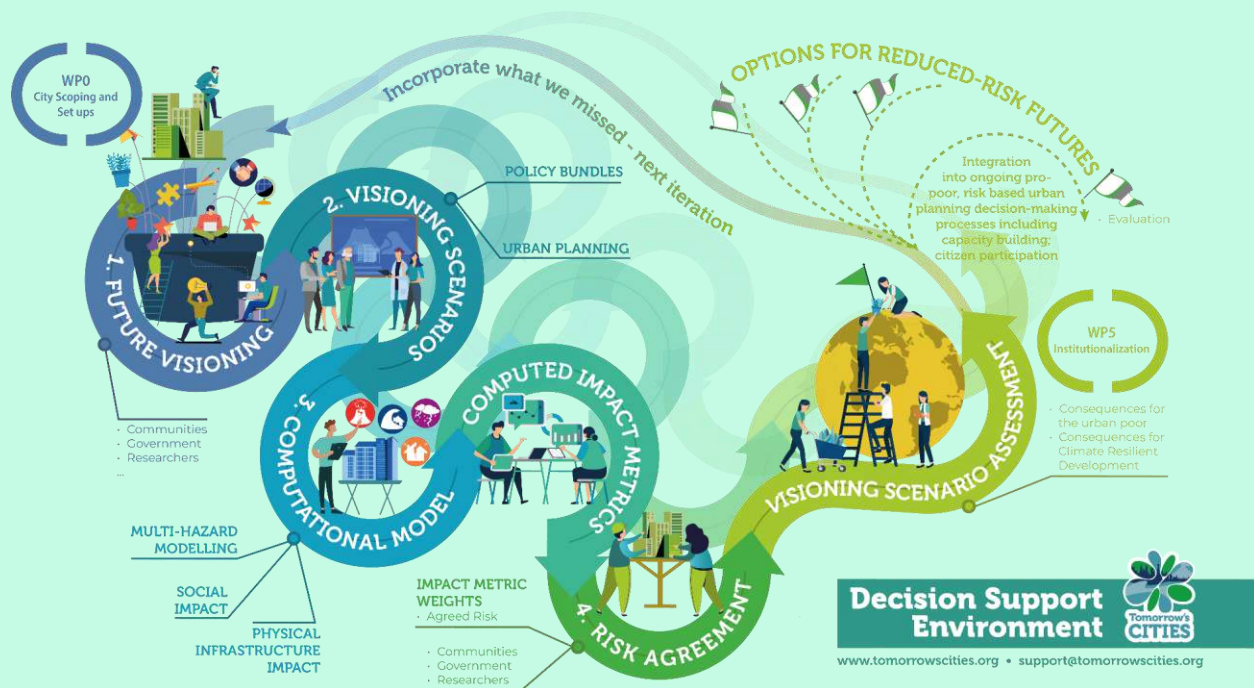 WP0
City Scoping and
Set ups
Incorporate what we missed - next iteration
OPTIONS FOR REDUCED-RISK FUTURES
Integration
into ongoing pro-
poor, risk based urban
planning decision-making
processes including
capacity building;
citizen participation
· Evaluation
1. FUTURE VISIONING
· Communities
· Government
· Researchers
...
2. VISIONING SCENARIOS
POLICY BUNDLES
URBAN PLANNING
3. COMPUTATIONAL MODEL
MULTI-HAZARD
MODELLING
SOCIAL
IMPACT
PHYSICAL
INFRASTRUCTURE
IMPACT
COMPUTED IMPACT METRICS
4. RISK AGREEMENT
IMPACT METRIC
WEIGHTS
· Agreed Risk
· Communities
· Government
· Researchers
VISIONING SCENARIO ASSESSMENT
WP5
Institutionalization
· Consequences for
the urban poor
· Consequences for
Climate Resilient
Development
Decision Support
Environment
Tomorrow's
CITIES
www.tomorrowscities.org • support@tomorrowscities.org